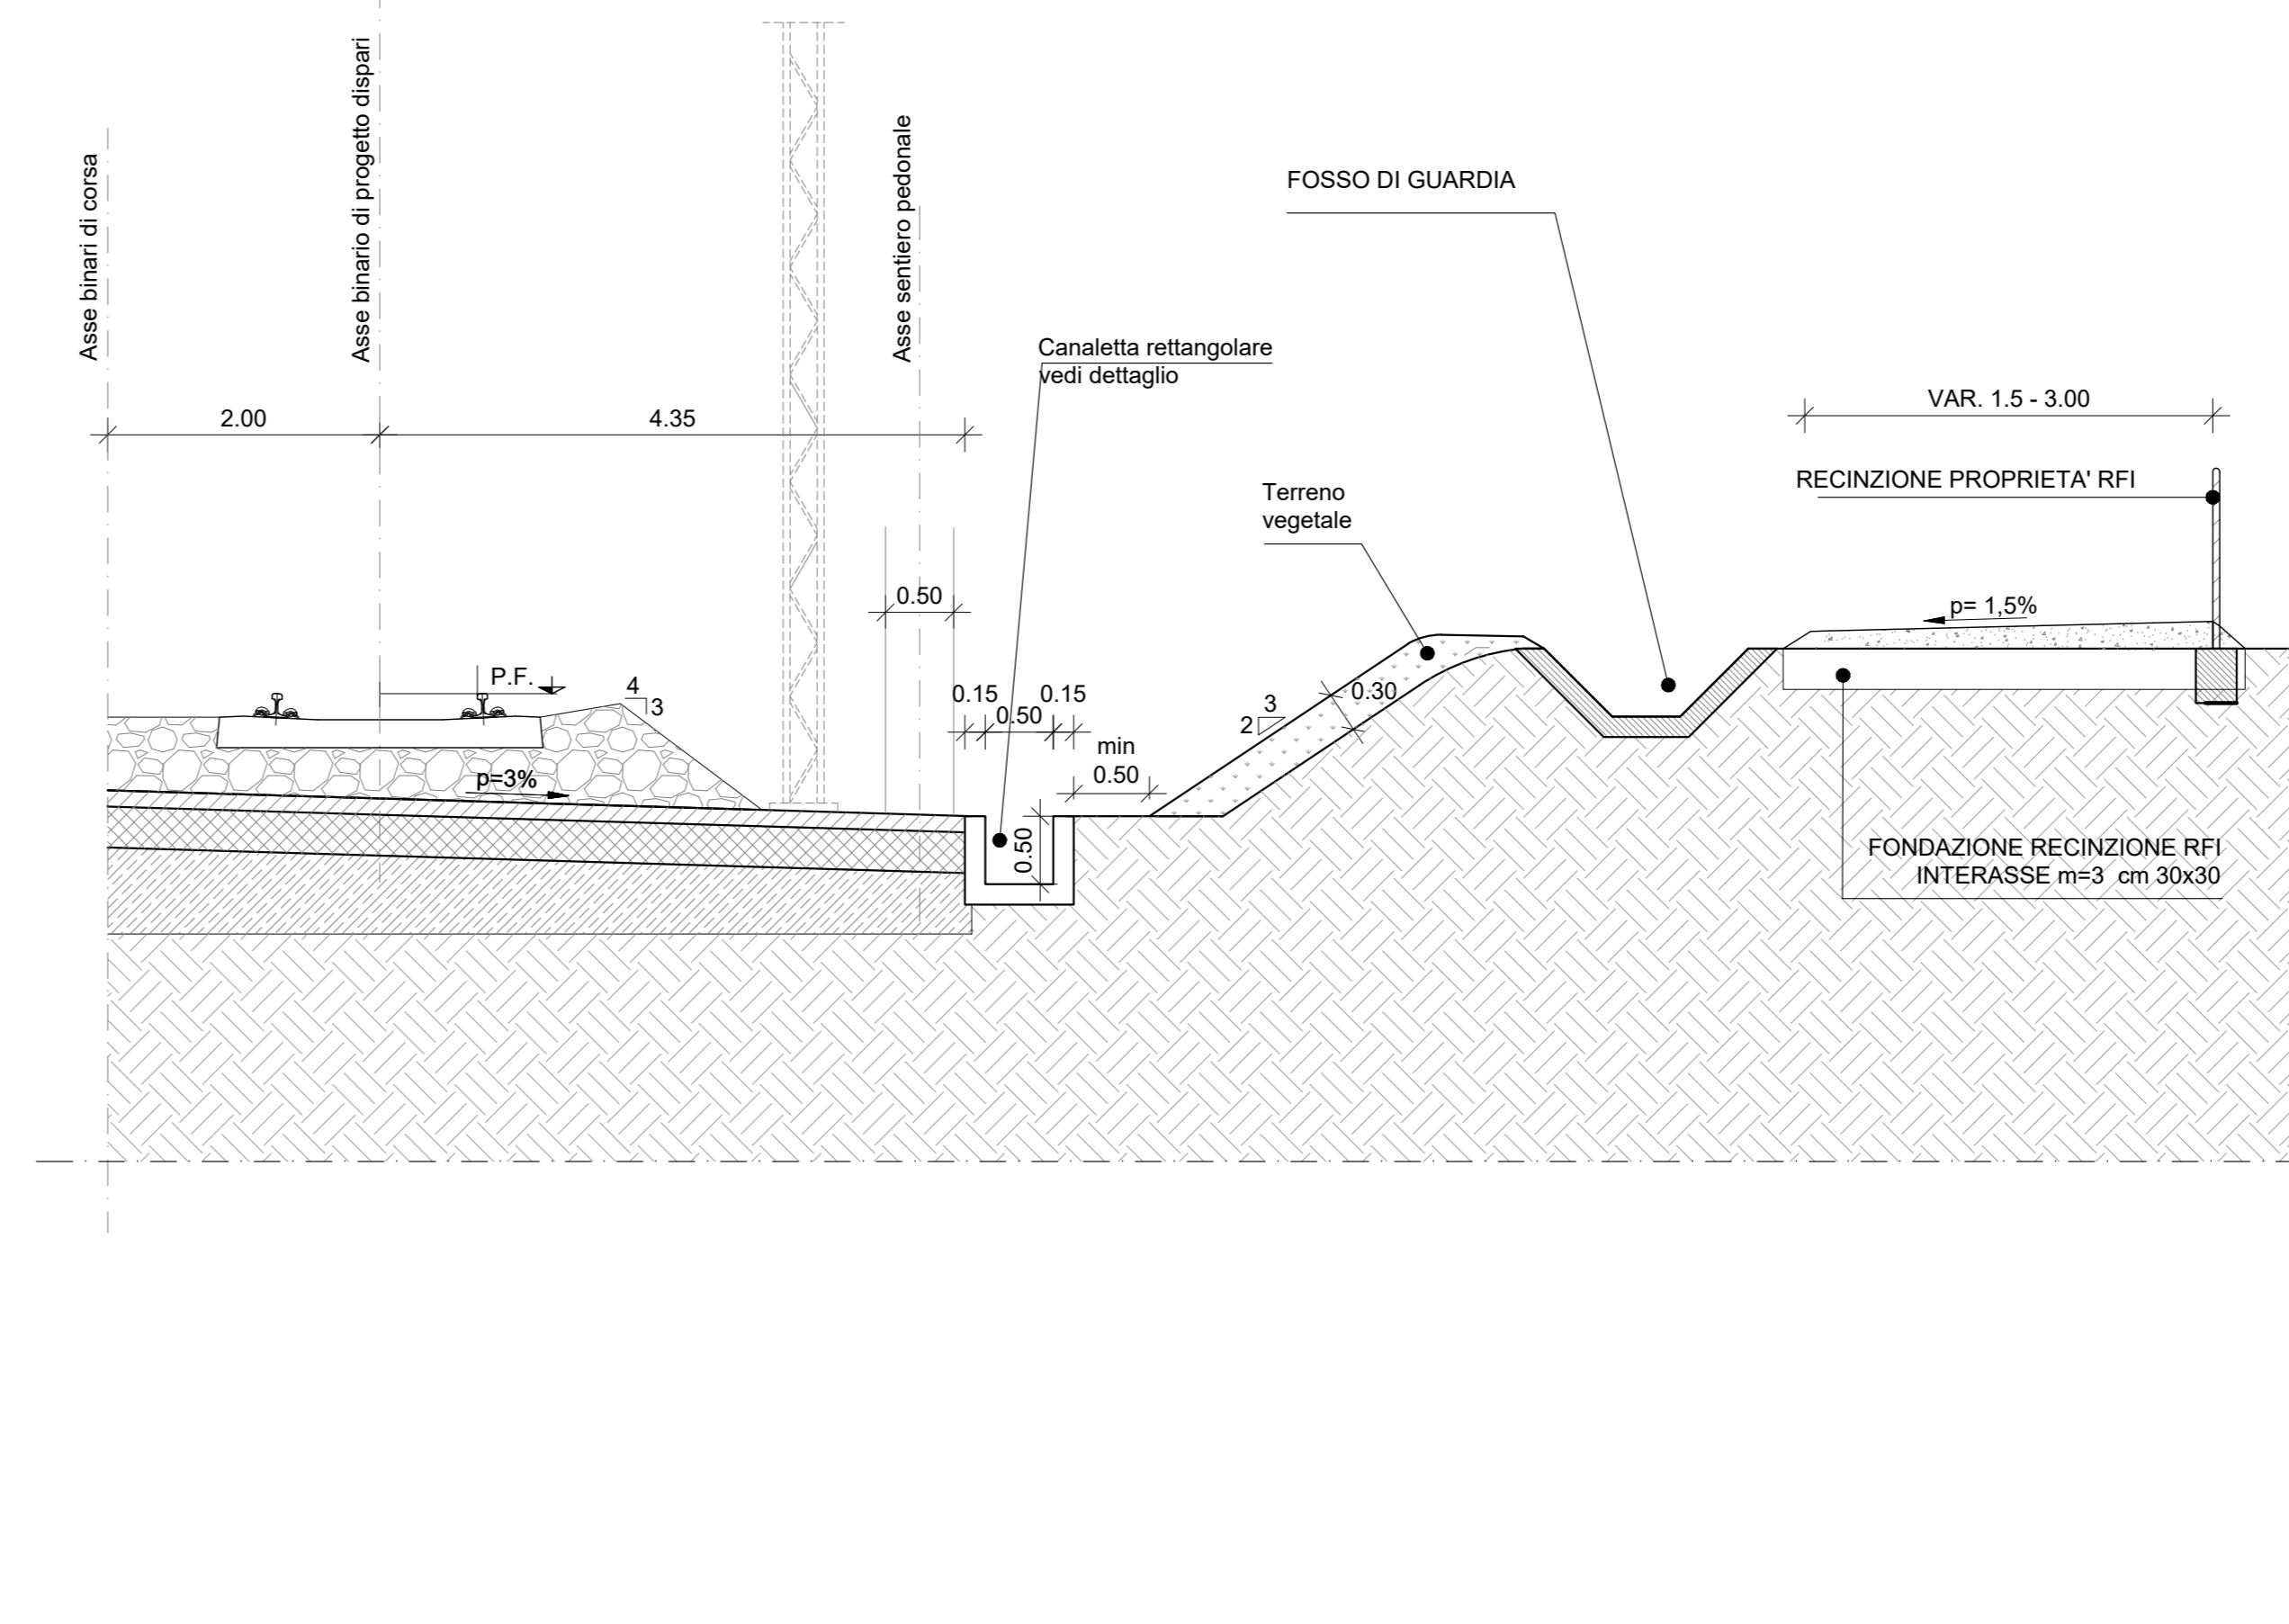 Asse binari di corsa
Asse binario di progetto dispari
Asse sentiero pedonale
FOSSO DI GUARDIA
Canaletta rettangolare
vedi dettaglio
2.00
4.35
VAR. 1.5 - 3.00
RECINZIONE PROPRIETA' RFI
Terreno
vegetale
0.50
p= 1,5%
P.F.
4
3
0.15
0.15
0.50
0.30
3
2
min
0.50
p=3%
0.50
FONDAZIONE RECINZIONE RFI
INTERASSE m=3 cm 30x30